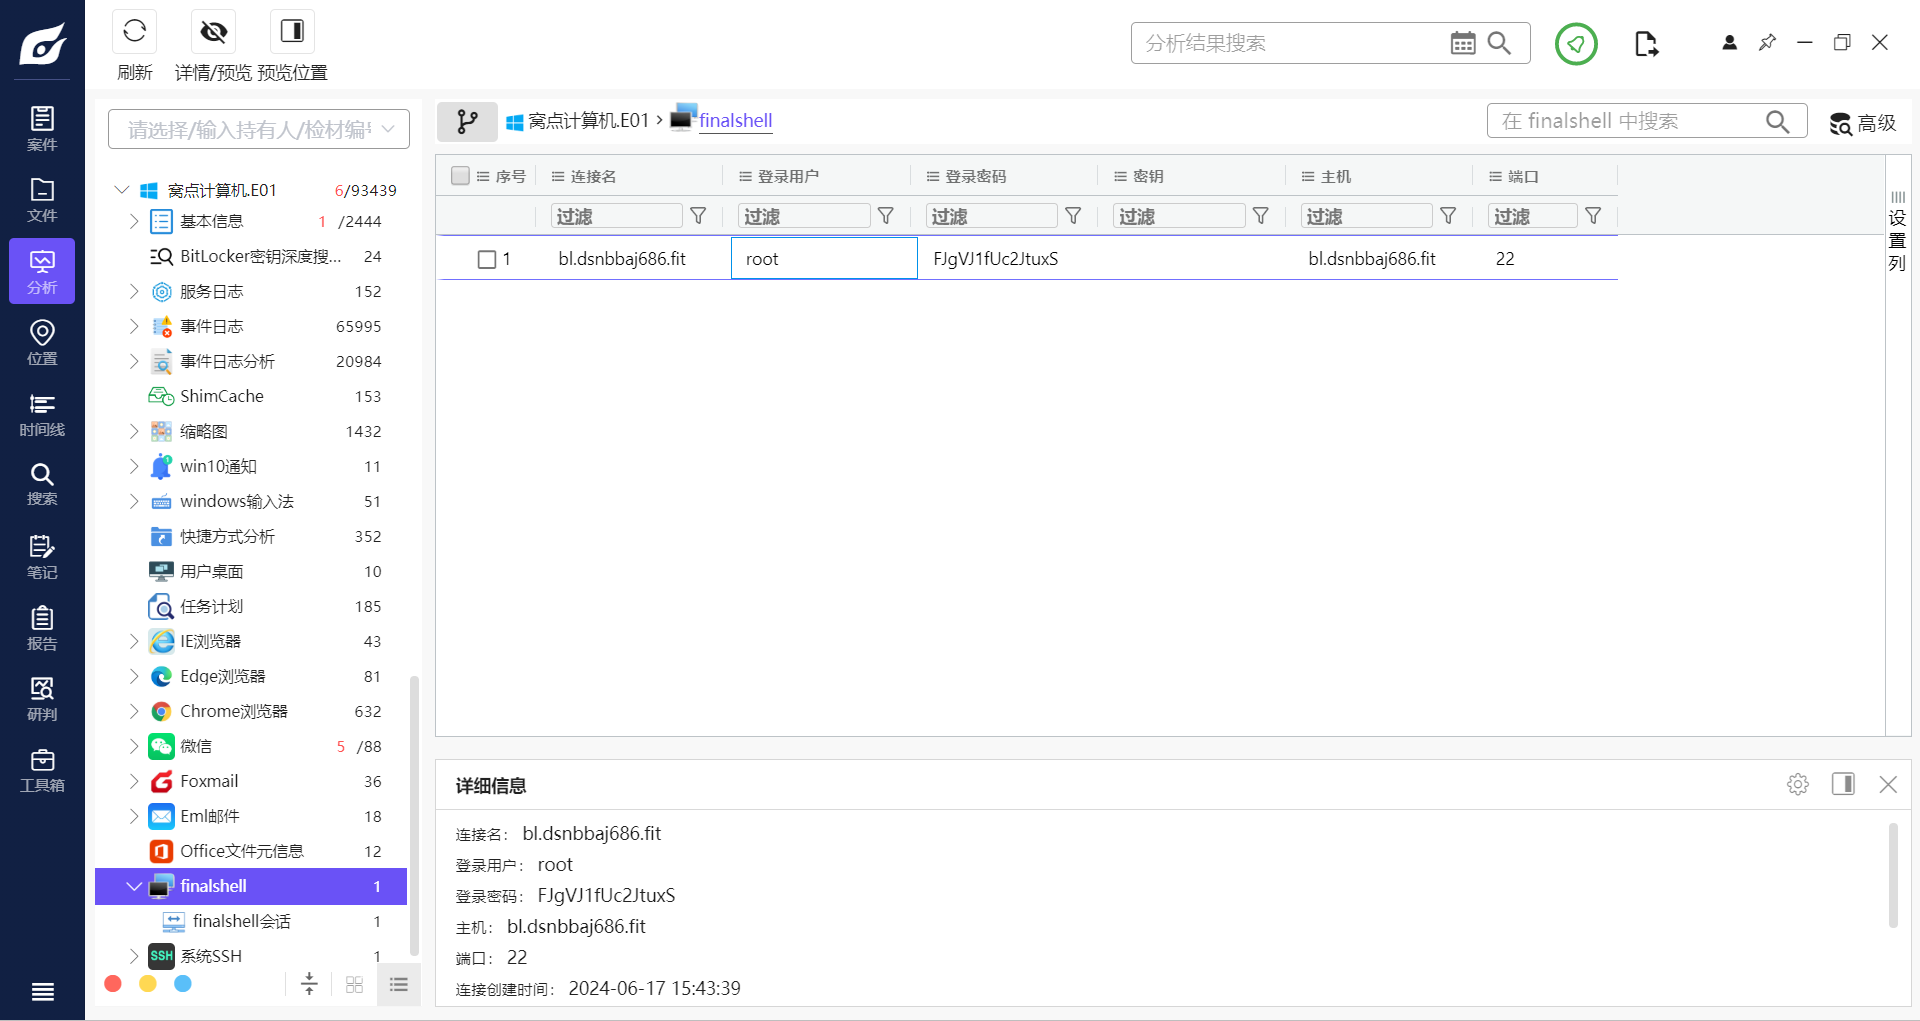 刷新
详情/预览
预览位置
分析结果搜索
案件
文件
分析
位置
时间线
搜索
笔记
报告
研判
工具箱
请选择/输入持有人/检材编号
窝点计算机.E01 6/93439
基本信息 1 /2444
BitLocker密钥深度搜... 24
服务日志 152
事件日志 65995
事件日志分析 20984
ShimCache 153
缩略图 1432
win10通知 11
windows输入法 51
快捷方式分析 352
用户桌面 10
任务计划 185
IE浏览器 43
Edge浏览器 81
Chrome浏览器 632
微信 5 /88
Foxmail 36
Eml邮件 18
Office文件元信息 12
finalshell 1
finalshell会话 1
SSH 系统SSH 1
窝点计算机.E01 › finalshell
在 finalshell 中搜索
高级
序号 连接名 登录用户 登录密码 密钥 主机 端口
过滤 过滤 过滤 过滤 过滤 过滤
1 bl.dsnbbaj686.fit root FJgVJ1fUc2JtuxS bl.dsnbbaj686.fit 22
设置列
详细信息
连接名： bl.dsnbbaj686.fit
登录用户： root
登录密码： FJgVJ1fUc2JtuxS
主机： bl.dsnbbaj686.fit
端口： 22
连接创建时间： 2024-06-17 15:43:39